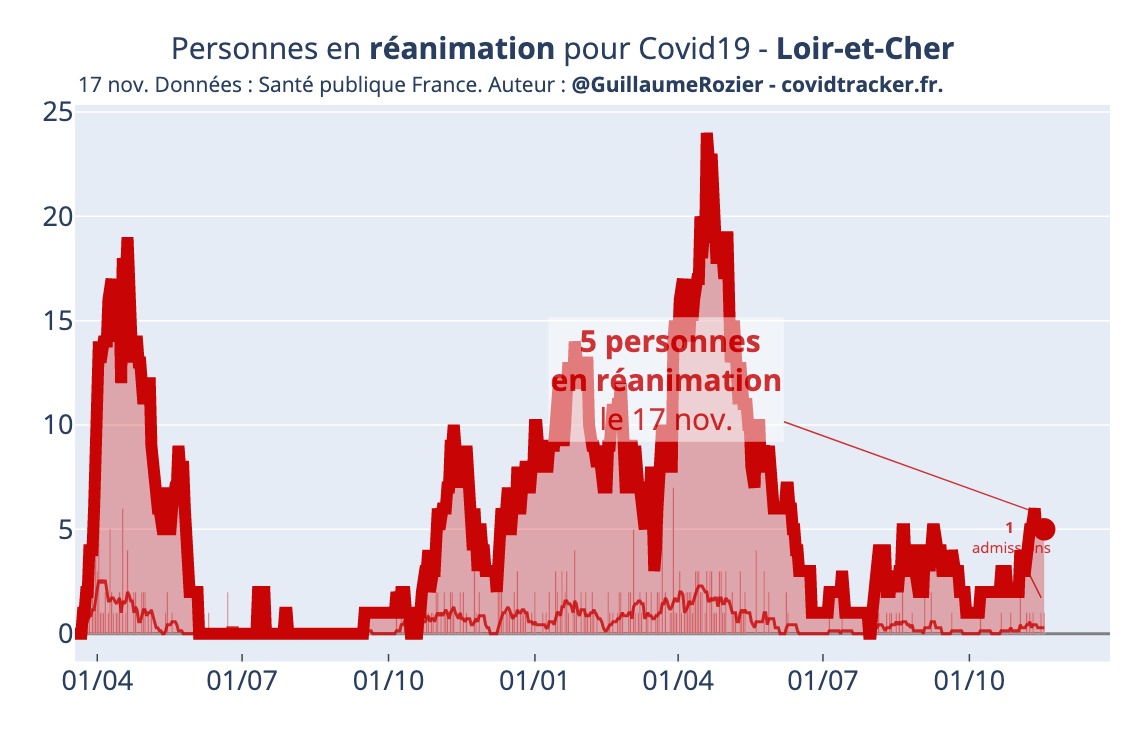 Personnes en réanimation pour Covid19 - Loir-et-Cher
17 nov. Données : Santé publique France. Auteur : @GuillaumeRozier - covidtracker.fr.
25
20
15
10
5
0
5 personnes
en réanimation
le 17 nov.
1
admissions
01/04
01/07
01/10
01/01
01/04
01/07
01/10